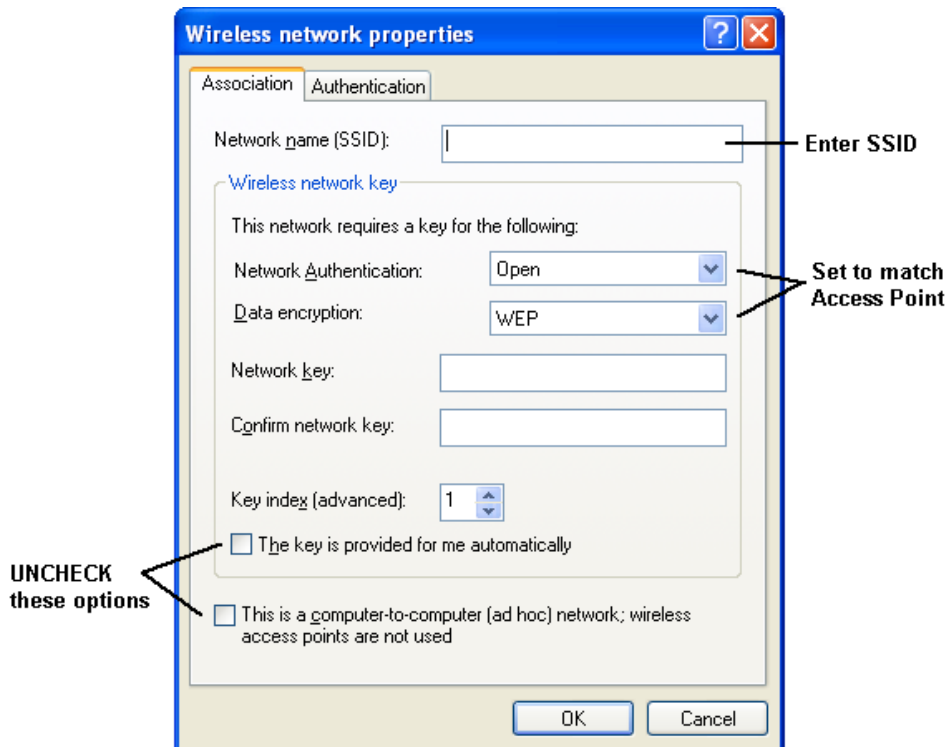 Wireless network properties
Association
Authentication
Network name (SSID):
Enter SSID
Wireless network key
This network requires a key for the following:
Network Authentication:
Open
Set to match
Access Point
Data encryption:
WEP
Network key:
Confirm network key:
Key index (advanced):
1
The key is provided for me automatically
UNCHECK
these options
This is a computer-to-computer (ad hoc) network; wireless
access points are not used
OK
Cancel